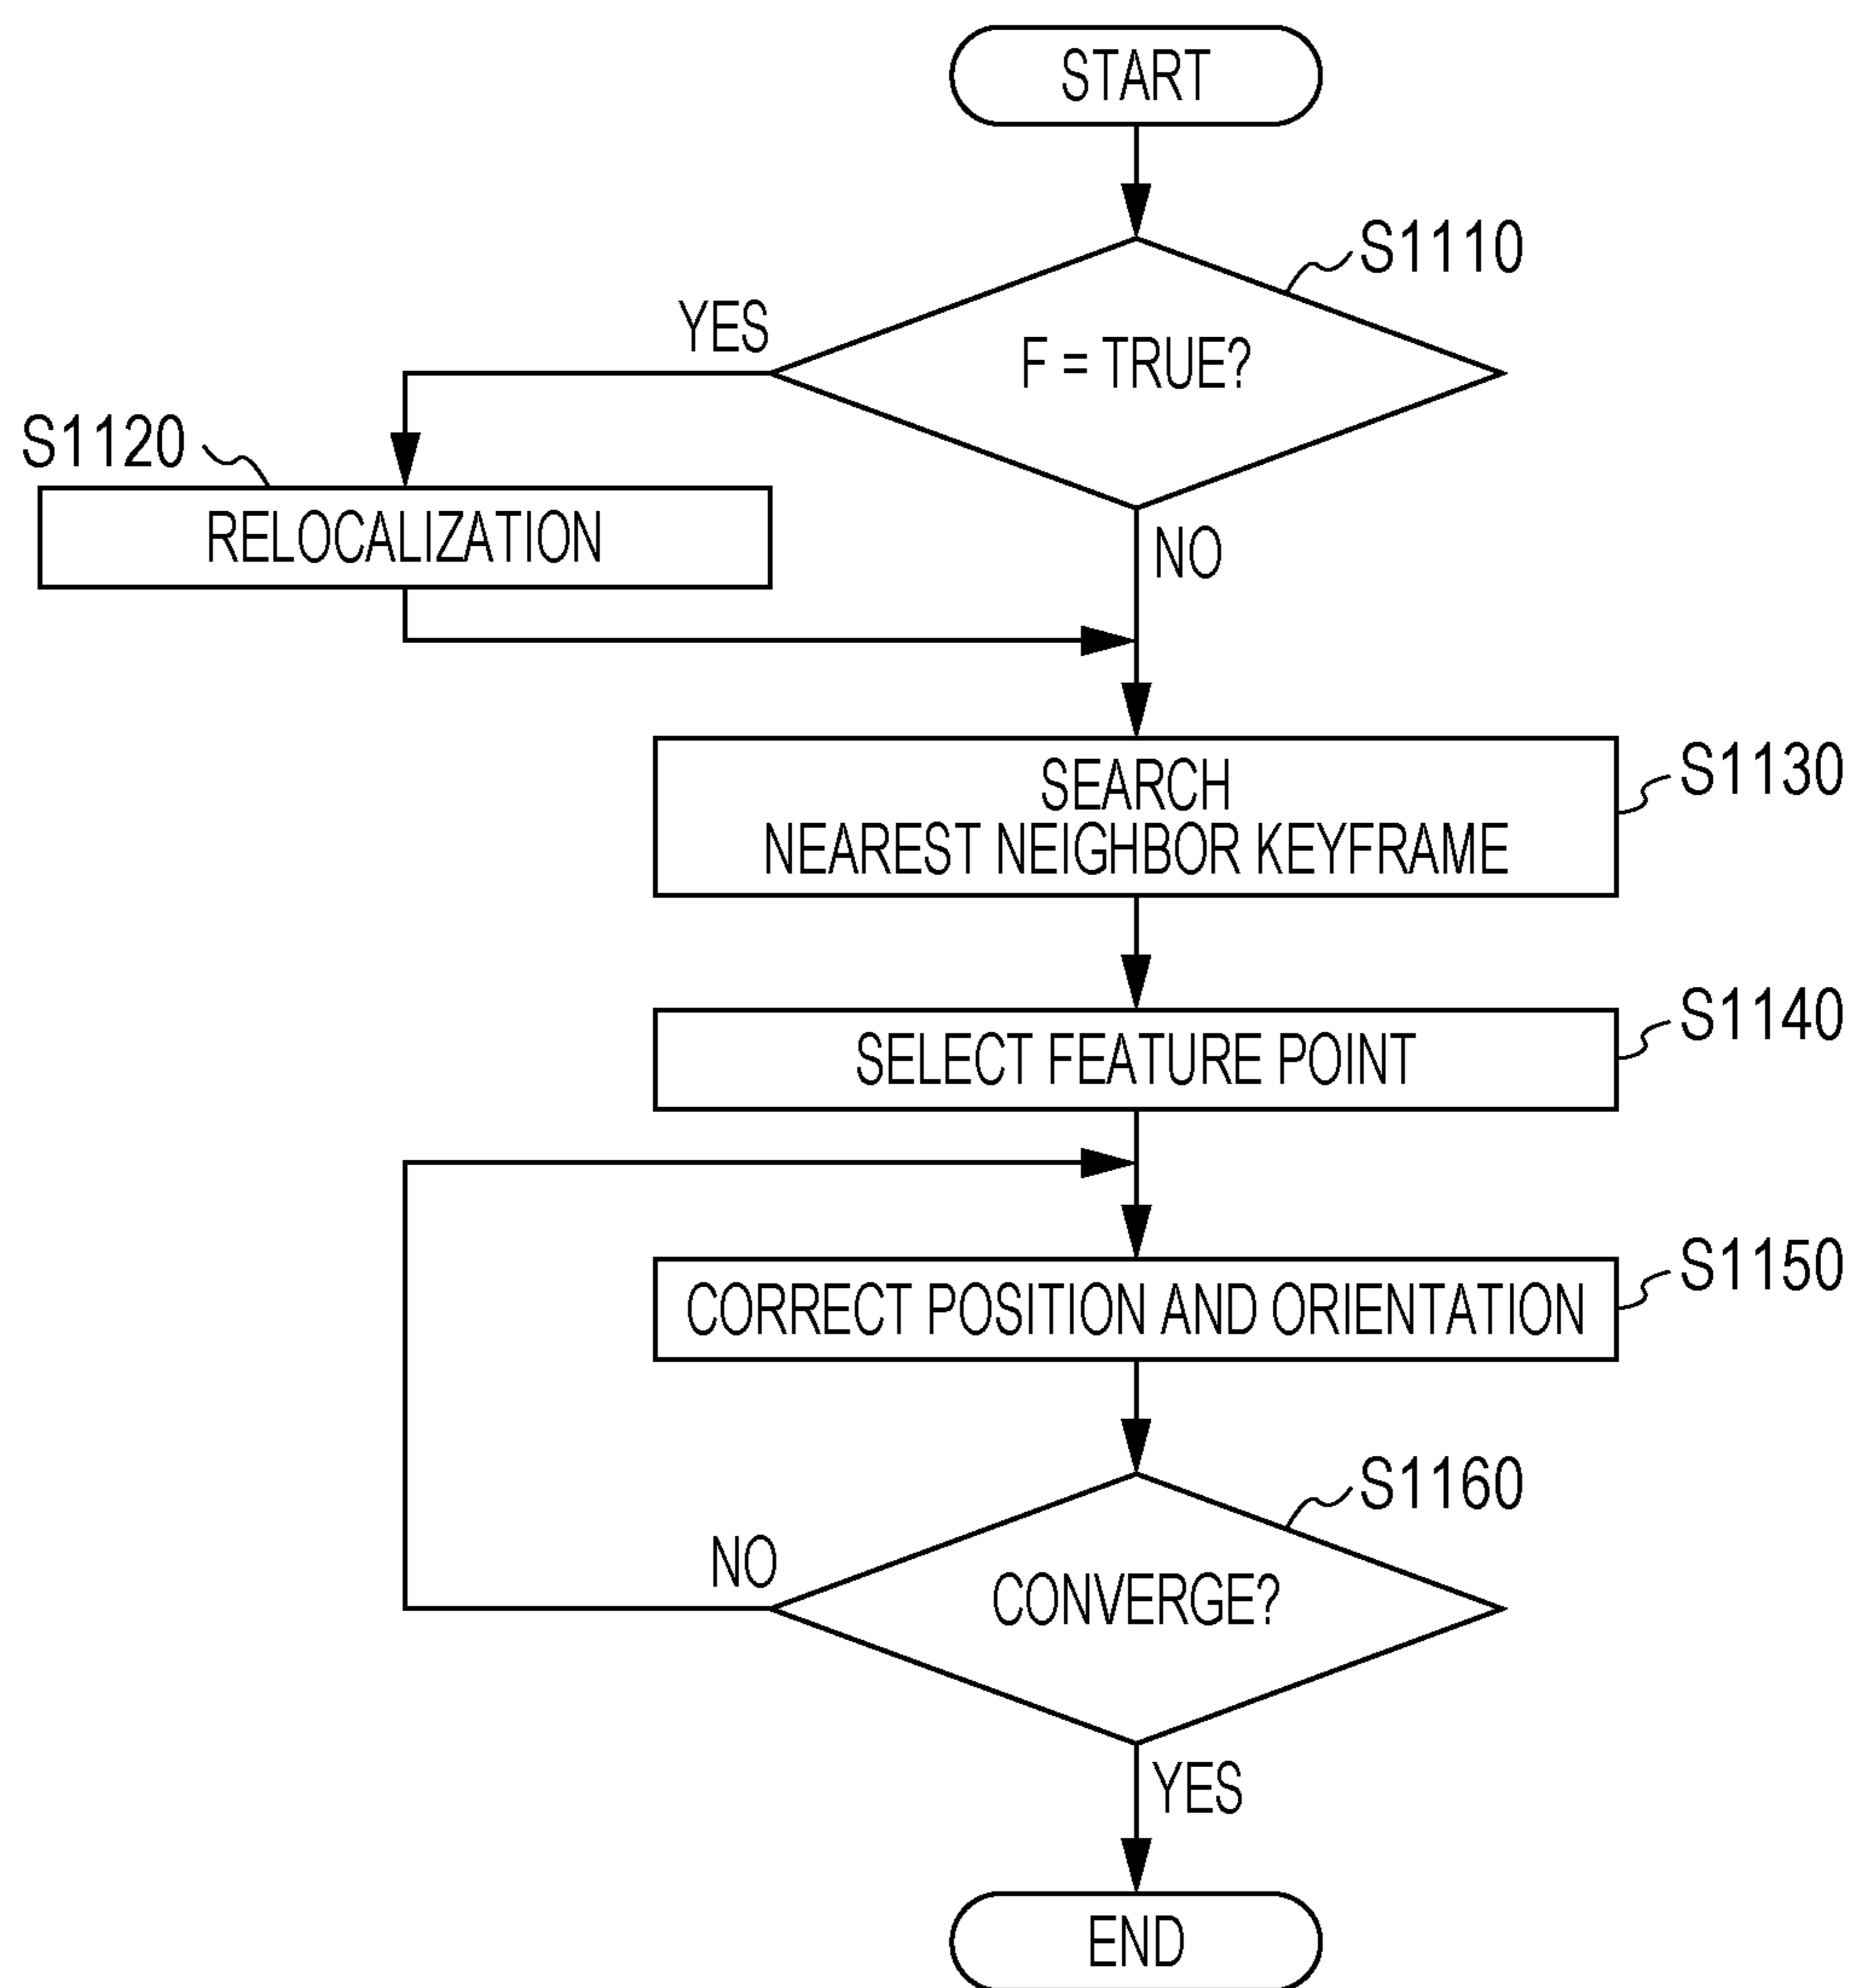 START
S1110
F = TRUE?
YES
S1120
RELOCALIZATION
NO
SEARCH
NEAREST NEIGHBOR KEYFRAME
S1130
SELECT FEATURE POINT
S1140
CORRECT POSITION AND ORIENTATION
S1150
S1160
CONVERGE?
NO
YES
END